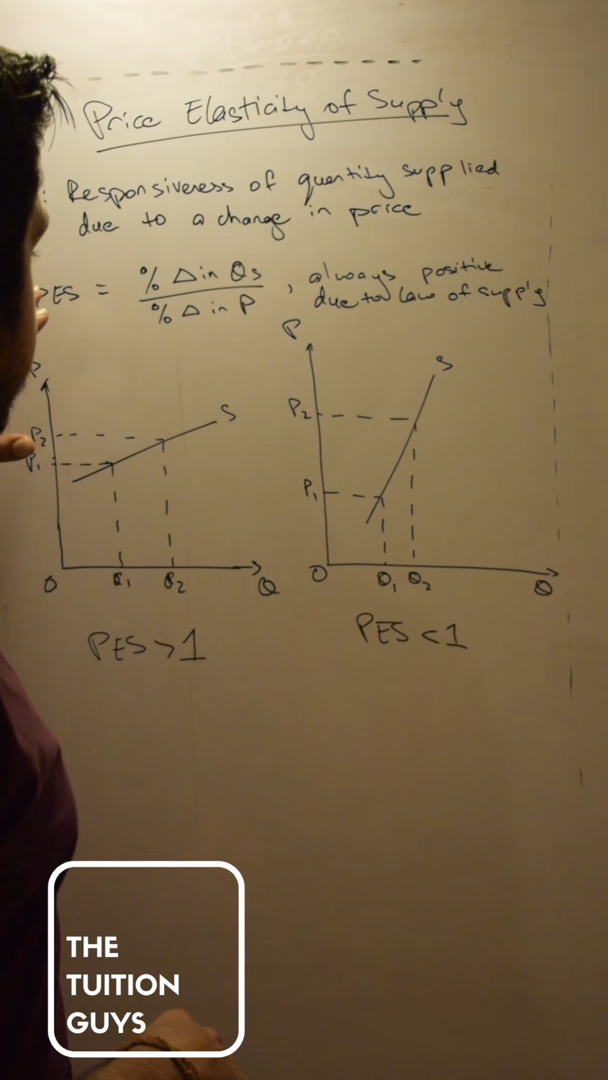 Price Elasticity of Supply
: Responsiveness of quantity supplied
due to a change in price
PES = % Δ in Qs / % Δ in P , always positive
due to law of supply
P
P2
P1
S
O
Q1
Q2
Q
PES > 1
P
P2
P1
S
O
Q1
Q2
Q
PES < 1
THE
TUITION
GUYS